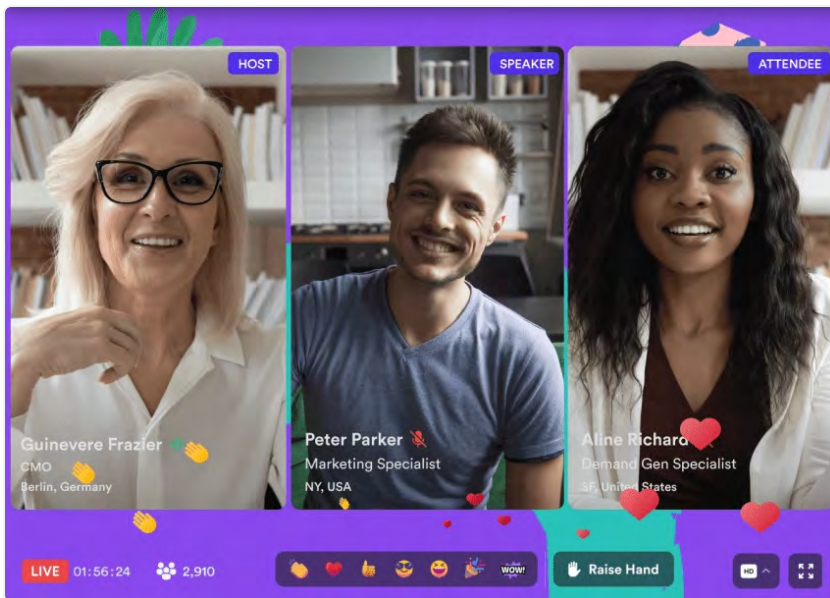 HOST
SPEAKER
ATTENDEE
Guinevere Frazier
CMO
Berlin, Germany
Peter Parker
Marketing Specialist
NY, USA
Aline Richard
Demand Gen Specialist
SF, United States
LIVE 01:56:24 2,910
WOW!
Raise Hand
HD